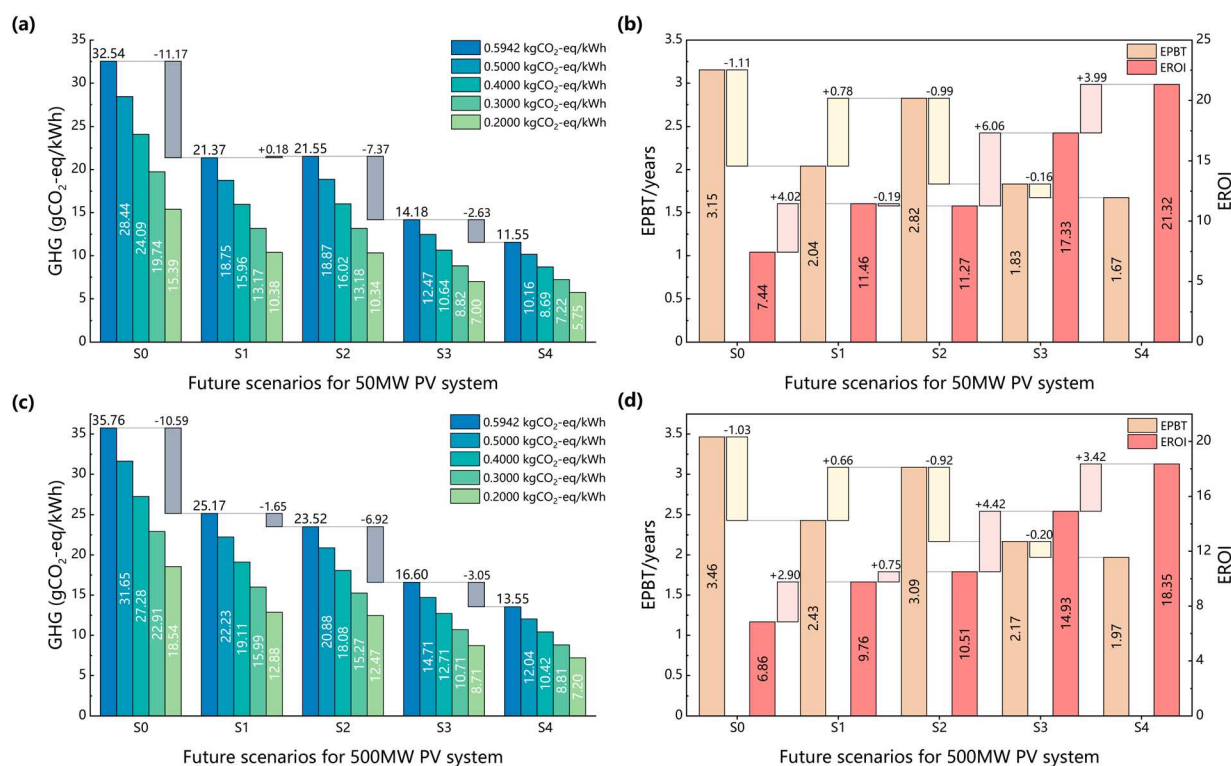 (a)
35
30
25
20
15
10
5
0
GHG (gCO₂-eq/kWh)
0.5942 kgCO₂-eq/kWh
0.5000 kgCO₂-eq/kWh
0.4000 kgCO₂-eq/kWh
0.3000 kgCO₂-eq/kWh
0.2000 kgCO₂-eq/kWh
32.54
-11.17
21.37
+0.18
21.55
-7.37
14.18
-2.63
11.55
28.44
24.09
19.74
15.39
18.75
15.96
13.17
10.38
18.87
16.02
13.18
10.34
12.47
10.64
8.82
7.00
10.16
8.69
7.22
5.75
S0
S1
S2
S3
S4
Future scenarios for 50MW PV system
(b)
3.5
3
2.5
2
1.5
1
0.5
0
EPBT/years
EPBT
EROI
-1.11
+0.78
-0.99
+3.99
+4.02
-0.19
+6.06
-0.16
3.15
7.44
2.04
11.46
2.82
11.27
1.83
17.33
1.67
21.32
25
20
15
10
5
0
EROI
S0
S1
S2
S3
S4
Future scenarios for 50MW PV system
(c)
35
30
25
20
15
10
5
0
GHG (gCO₂-eq/kWh)
0.5942 kgCO₂-eq/kWh
0.5000 kgCO₂-eq/kWh
0.4000 kgCO₂-eq/kWh
0.3000 kgCO₂-eq/kWh
0.2000 kgCO₂-eq/kWh
35.76
-10.59
25.17
-1.65
23.52
-6.92
16.60
-3.05
13.55
31.65
27.28
22.91
18.54
22.23
19.11
15.99
12.88
20.88
18.08
15.27
12.47
14.71
12.71
10.71
8.71
12.04
10.42
8.81
7.20
S0
S1
S2
S3
S4
Future scenarios for 500MW PV system
(d)
3.5
3
2.5
2
1.5
1
0.5
0
EPBT/years
EPBT
EROI
-1.03
+0.66
-0.92
+3.42
+2.90
+0.75
+4.42
-0.20
3.46
6.86
2.43
9.76
3.09
10.51
2.17
14.93
1.97
18.35
20
16
12
8
4
0
EROI
S0
S1
S2
S3
S4
Future scenarios for 500MW PV system